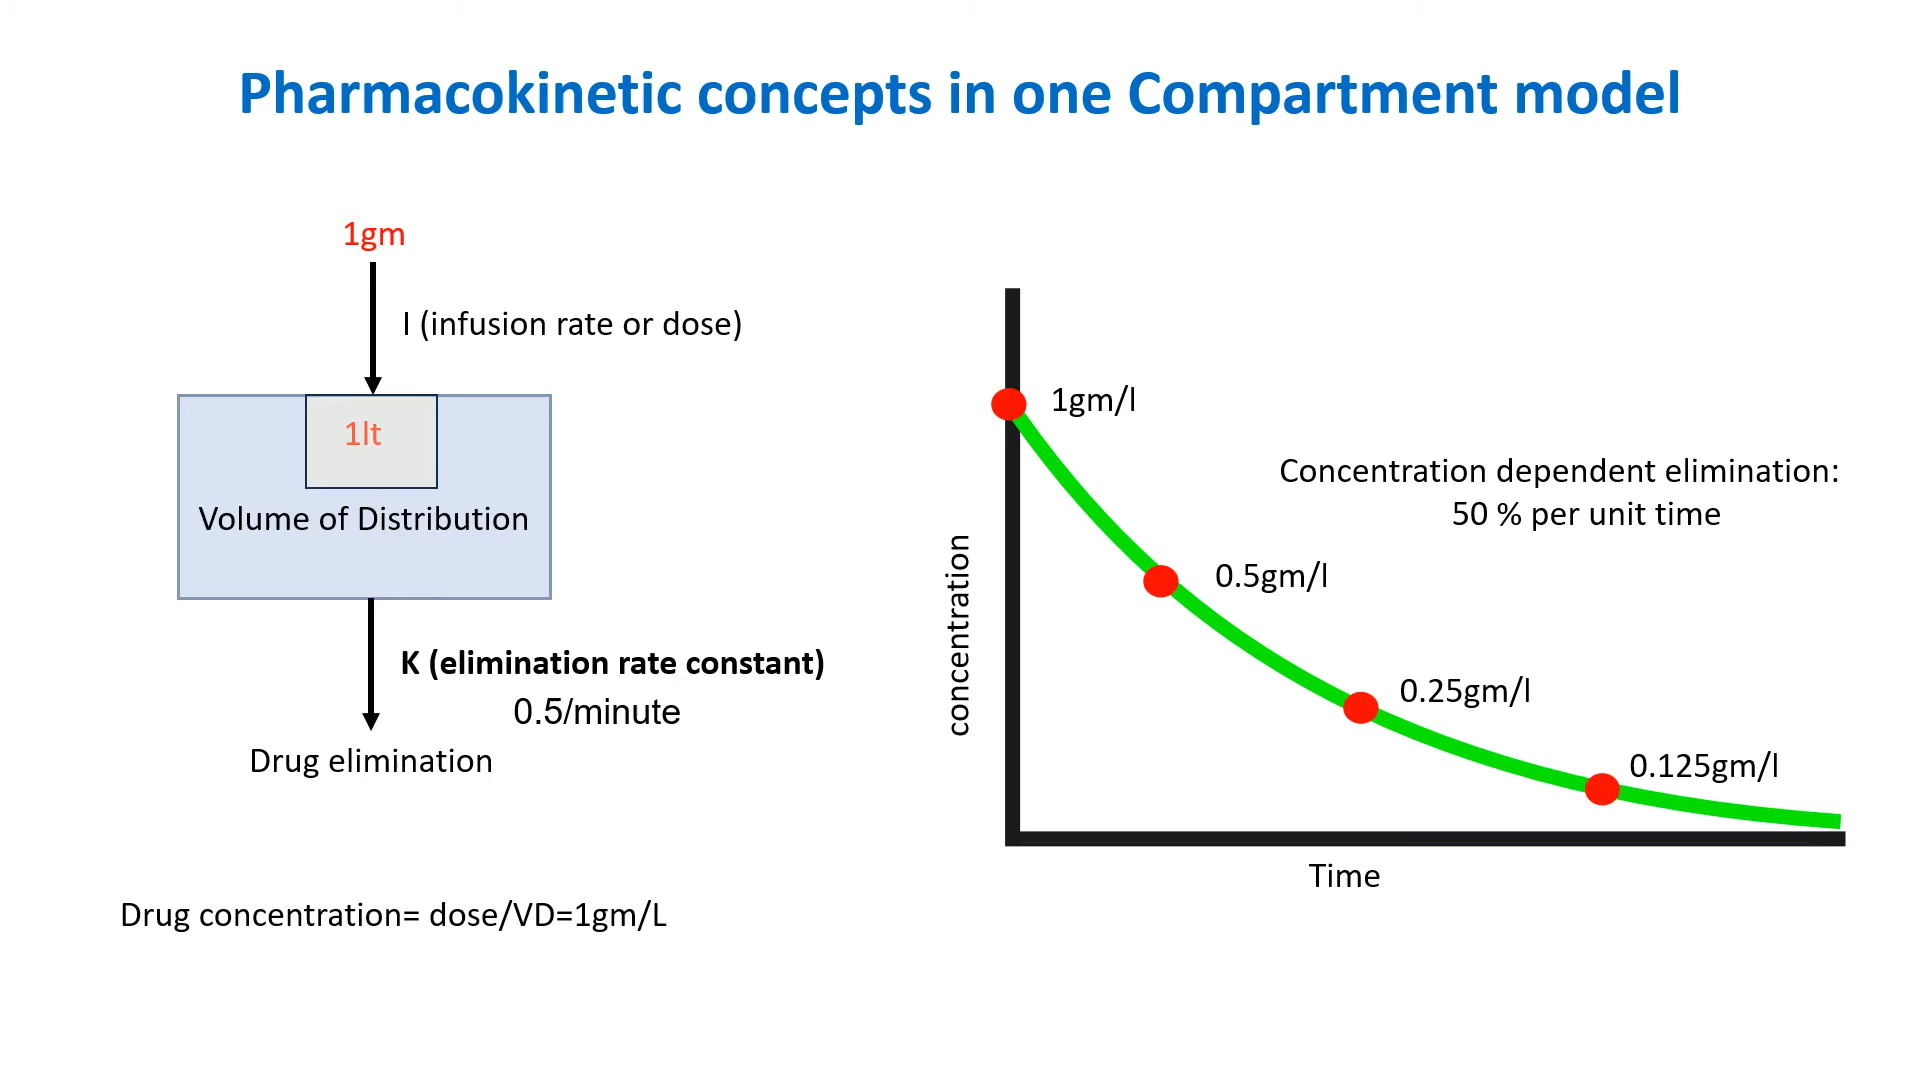 Pharmacokinetic concepts in one Compartment model
1gm
I (infusion rate or dose)
1lt
Volume of Distribution
K (elimination rate constant)
0.5/minute
Drug elimination
Drug concentration= dose/VD=1gm/L
concentration
1gm/l
Concentration dependent elimination:
50 % per unit time
0.5gm/l
0.25gm/l
0.125gm/l
Time